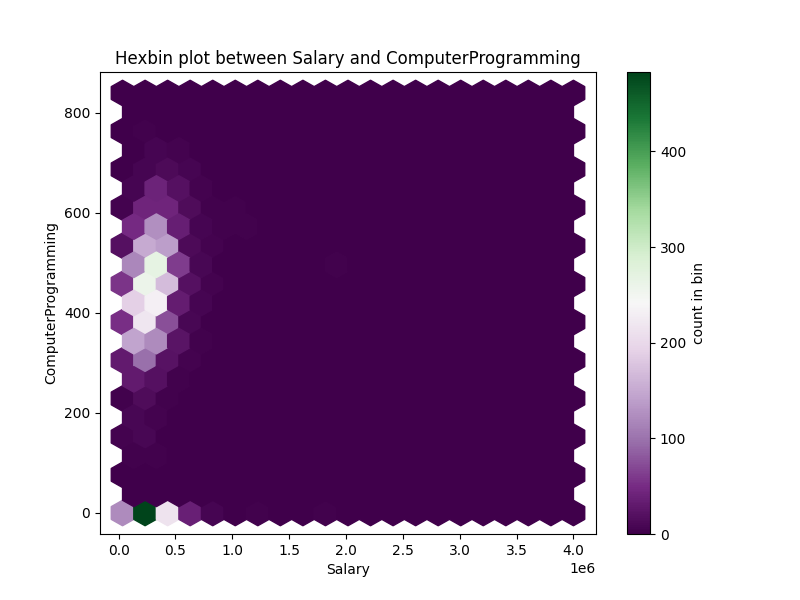 Hexbin plot between Salary and ComputerProgramming
800
600
400
200
0
ComputerProgramming
0.0 0.5 1.0 1.5 2.0 2.5 3.0 3.5 4.0
1e6
Salary
400
300
200
100
0
count in bin